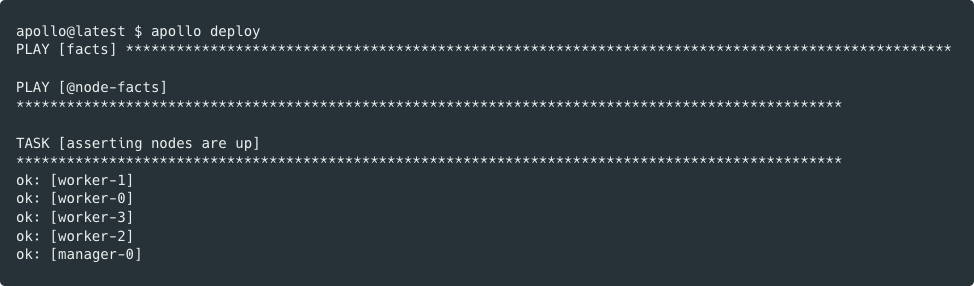 apollo@latest $ apollo deploy
PLAY [facts] **************************************************************************************************

PLAY [@node-facts]
**************************************************************************************************

TASK [asserting nodes are up]
**************************************************************************************************
ok: [worker-1]
ok: [worker-0]
ok: [worker-3]
ok: [worker-2]
ok: [manager-0]